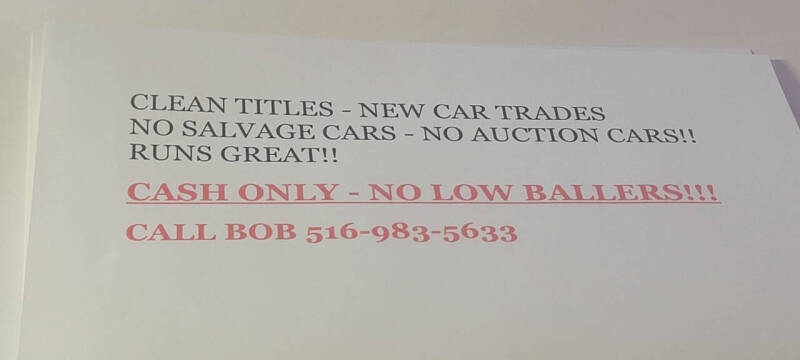 CLEAN TITLES - NEW CAR TRADES
NO SALVAGE CARS - NO AUCTION CARS!!
RUNS GREAT!!
CASH ONLY - NO LOW BALLERS!!!
CALL BOB 516-983-5633